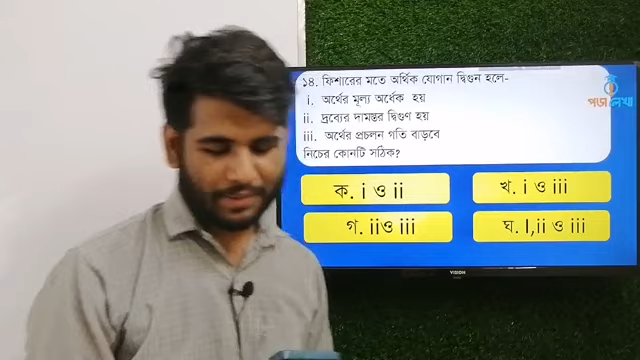 ১৪. ফিশারের মতে আর্থিক যোগান দ্বিগুন হলে-
i. অর্থের মূল্য অর্ধেক হয়
ii. দ্রব্যের দামস্তর দ্বিগুণ হয়
iii. অর্থের প্রচলন গতি বাড়বে
নিচের কোনটি সঠিক?
ক. i ও ii
খ. i ও iii
গ. iiও iii
ঘ. I,ii ও iii
পড়া লেখা
VISION